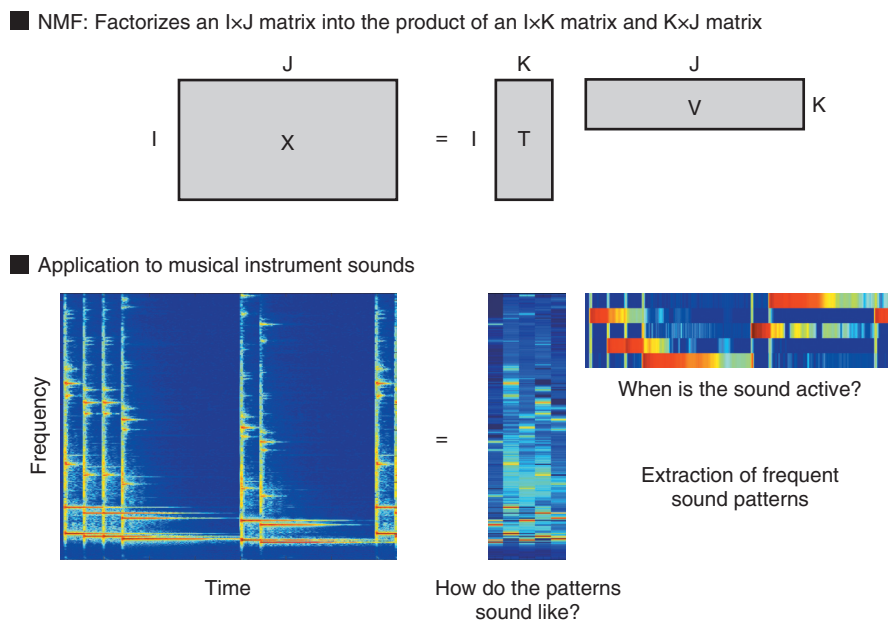 NMF: Factorizes an I×J matrix into the product of an I×K matrix and K×J matrix
J
K
J
I
X
=
I
T
V
K
Application to musical instrument sounds
Frequency
=
When is the sound active?
Extraction of frequent
sound patterns
Time
How do the patterns
sound like?